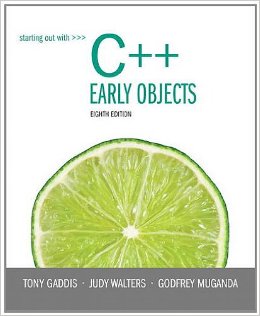 starting out with >>>
C++
EARLY OBJECTS
EIGHTH EDITION
TONY GADDIS · JUDY WALTERS · GODFREY MUGANDA